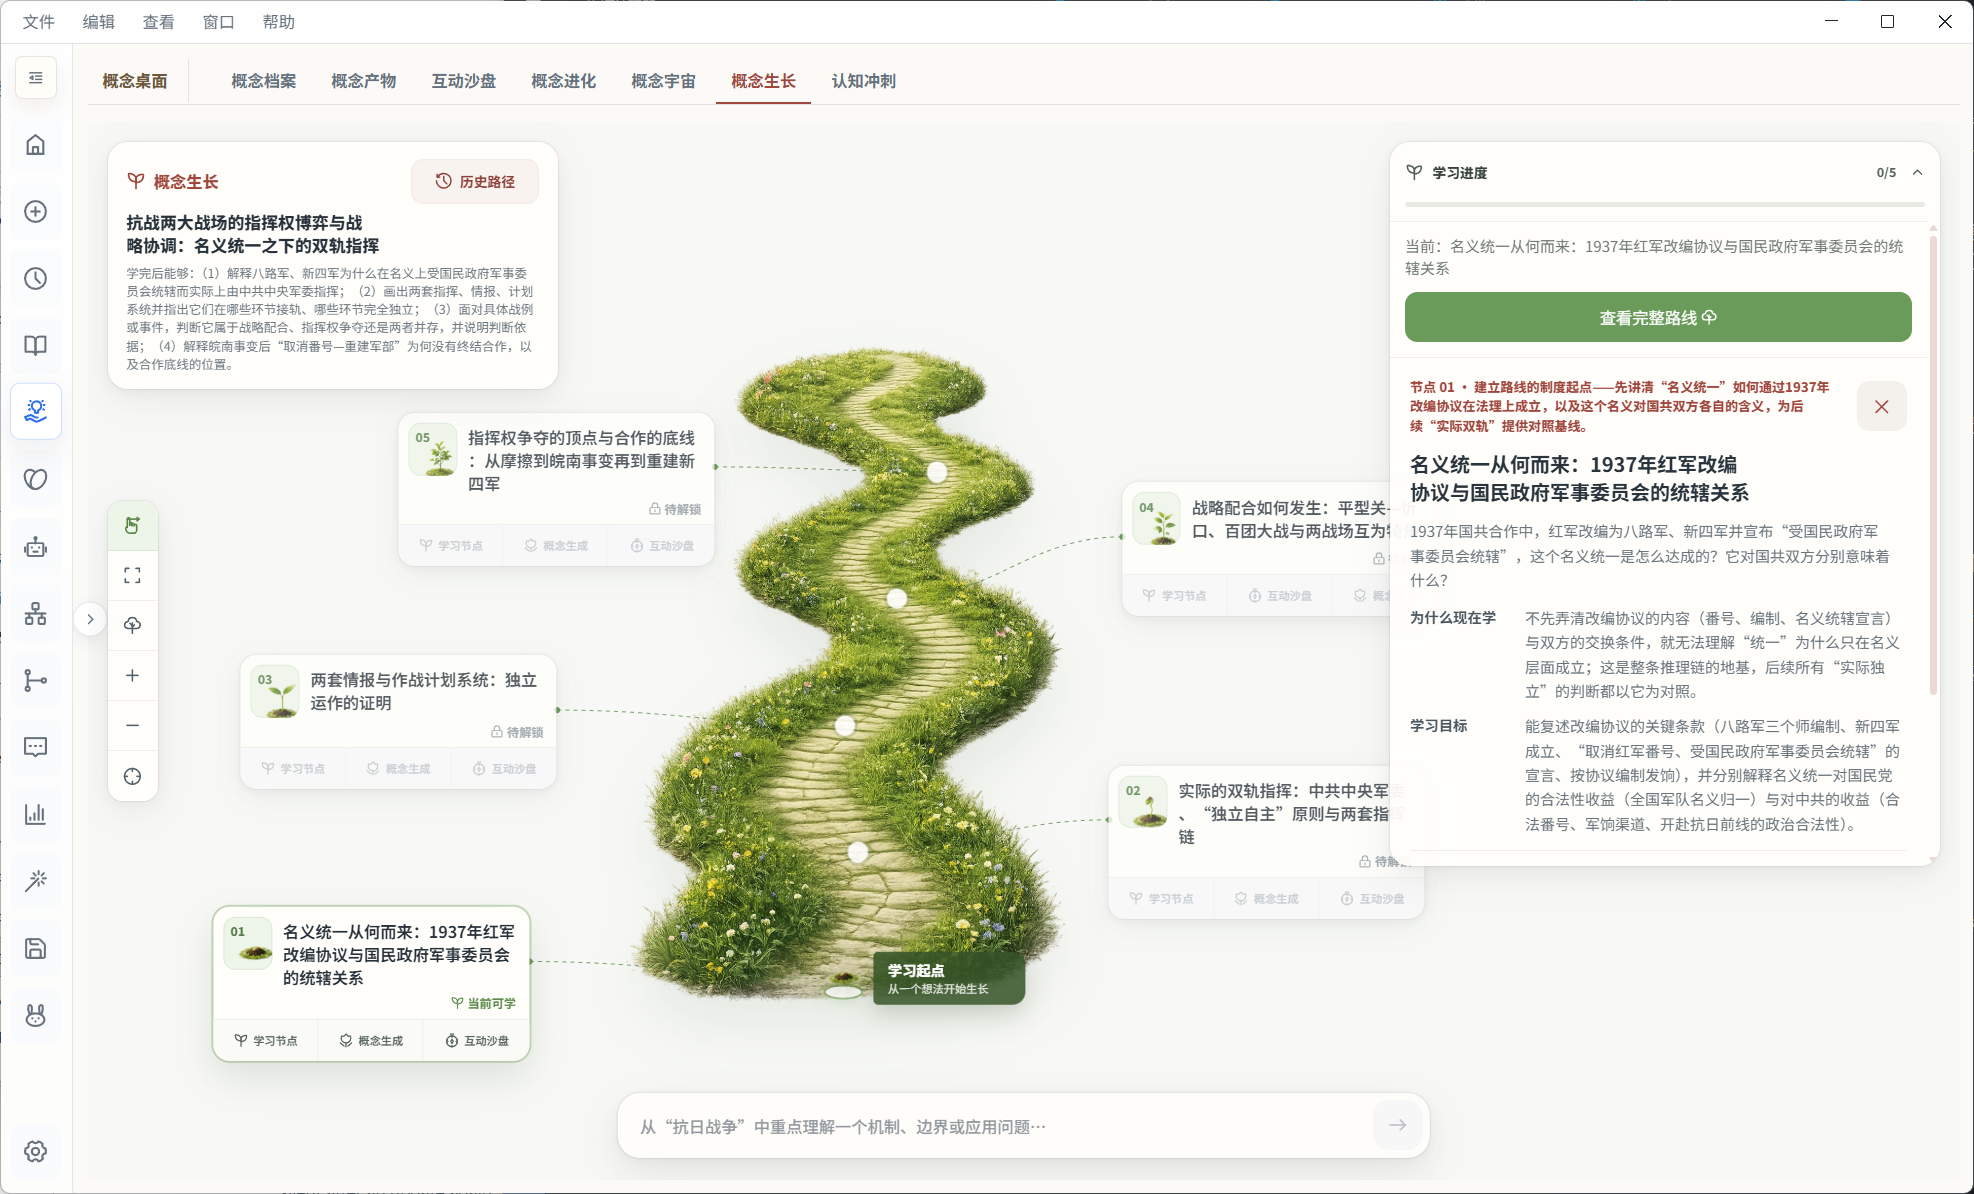 文件 编辑 查看 窗口 帮助
概念桌面 概念档案 概念产物 互动沙盘 概念进化 概念宇宙 概念生长 认知冲刺
概念生长
历史路径
抗战两大战场的指挥权博弈与战
略协调：名义统一之下的双轨指挥
学完后能够：（1）解释八路军、新四军为什么在名义上受国民政府军事委
员会统辖而实际上由中共中央军委指挥；（2）画出两套指挥、情报、计划
系统并指出它们在哪些环节接轨、哪些环节完全独立；（3）面对具体战例
或事件，判断它属于战略配合、指挥权争夺还是两者并存，并说明判断依
据；（4）解释皖南事变后“取消番号—重建军部”为何没有终结合作，以
及合作底线的位置。
05
指挥权争夺的顶点与合作的底线
：从摩擦到皖南事变再到重建新
四军
待解锁
学习节点 概念生成 互动沙盘
04
战略配合如何发生：平型关—忻
口、百团大战与两战场互为
学习节点 互动沙盘
03
两套情报与作战计划系统：独立
运作的证明
待解锁
学习节点 概念生成 互动沙盘
02
实际的双轨指挥：中共中央军委
、“独立自主”原则与两套指挥
链
待解锁
学习节点 概念生成 互动沙盘
01
名义统一从何而来：1937年红军
改编协议与国民政府军事委员会
的统辖关系
当前可学
学习节点 概念生成 互动沙盘
学习起点
从一个想法开始生长
从“抗日战争”中重点理解一个机制、边界或应用问题…
学习进度
0/5
当前：名义统一从何而来：1937年红军改编协议与国民政府军事委员会的统
辖关系
查看完整路线
节点 01 · 建立路线的制度起点——先讲清“名义统一”如何通过1937年
改编协议在法理上成立，以及这个名义对国共双方各自的含义，为后
续“实际双轨”提供对照基线。
名义统一从何而来：1937年红军改编
协议与国民政府军事委员会的统辖关系
1937年国共合作中，红军改编为八路军、新四军并宣布“受国民政府军
事委员会统辖”，这个名义统一是怎么达成的？它对国共双方分别意味着
什么？
为什么现在学
不先弄清改编协议的内容（番号、编制、名义统辖宣言）
与双方的交换条件，就无法理解“统一”为什么只在名义
层面成立；这是整条推理链的地基，后续所有“实际独
立”的判断都以它为对照。
学习目标
能复述改编协议的关键条款（八路军三个师编制、新四军
成立、“取消红军番号、受国民政府军事委员会统辖”的
宣言、按协议编制发饷），并分别解释名义统一对国民党
的合法性收益（全国军队名义归一）与对中共的收益（合
法番号、军饷渠道、开赴抗日前线的政治合法性）。